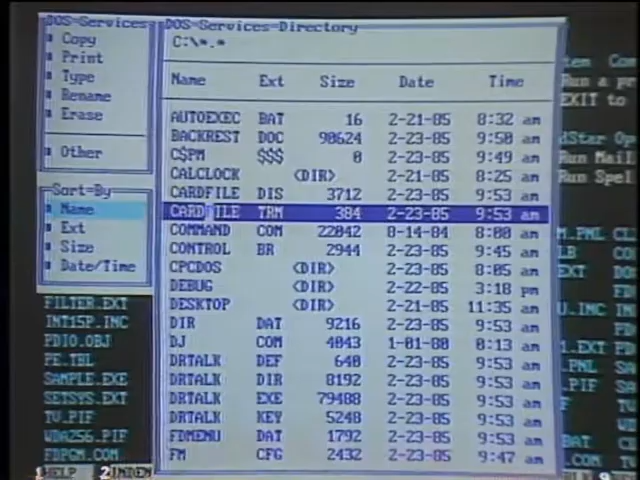 DOS-Services
Copy
Print
Type
Rename
Erase
Other
Sort-By
Name
Ext
Size
Date/Time
FILTER.EXT
INT15P.INC
PDIO.OBJ
PE.TBL
SAMPLE.EXE
SETSYS.EXT
TV.PIF
WDA256.PIF
FDPGM.COM
1HELP 2INDEN
DOS-Services-Directory
C:\*.*
Name Ext Size Date Time
AUTOEXEC BAT 16 2-21-85 8:32 am
BACKREST DOC 90624 2-23-85 9:50 am
C$PM $$$ 0 2-23-85 9:49 am
CALCLOCK <DIR> 2-21-85 8:25 am
CARDFILE DIS 3712 2-23-85 9:53 am
CARDFILE TRM 384 2-23-85 9:53 am
COMMAND COM 22042 8-14-84 8:00 am
CONTROL BR 2944 2-23-85 9:45 am
CPCDOS <DIR> 2-23-85 8:05 am
DEBUG <DIR> 2-22-85 3:18 pm
DESKTOP <DIR> 2-21-85 11:35 am
DIR DAT 9216 2-23-85 9:53 am
DJ COM 4043 1-01-80 0:13 am
DRTALK DEF 640 2-23-85 9:53 am
DRTALK DIR 8192 2-23-85 9:53 am
DRTALK EXE 79488 2-23-85 9:53 am
DRTALK KEY 5248 2-23-85 9:53 am
FDMENU DAT 1792 2-23-85 9:53 am
FM CFG 2432 2-23-85 9:47 am
Run a
EXIT to
Run Mail
Run Spel